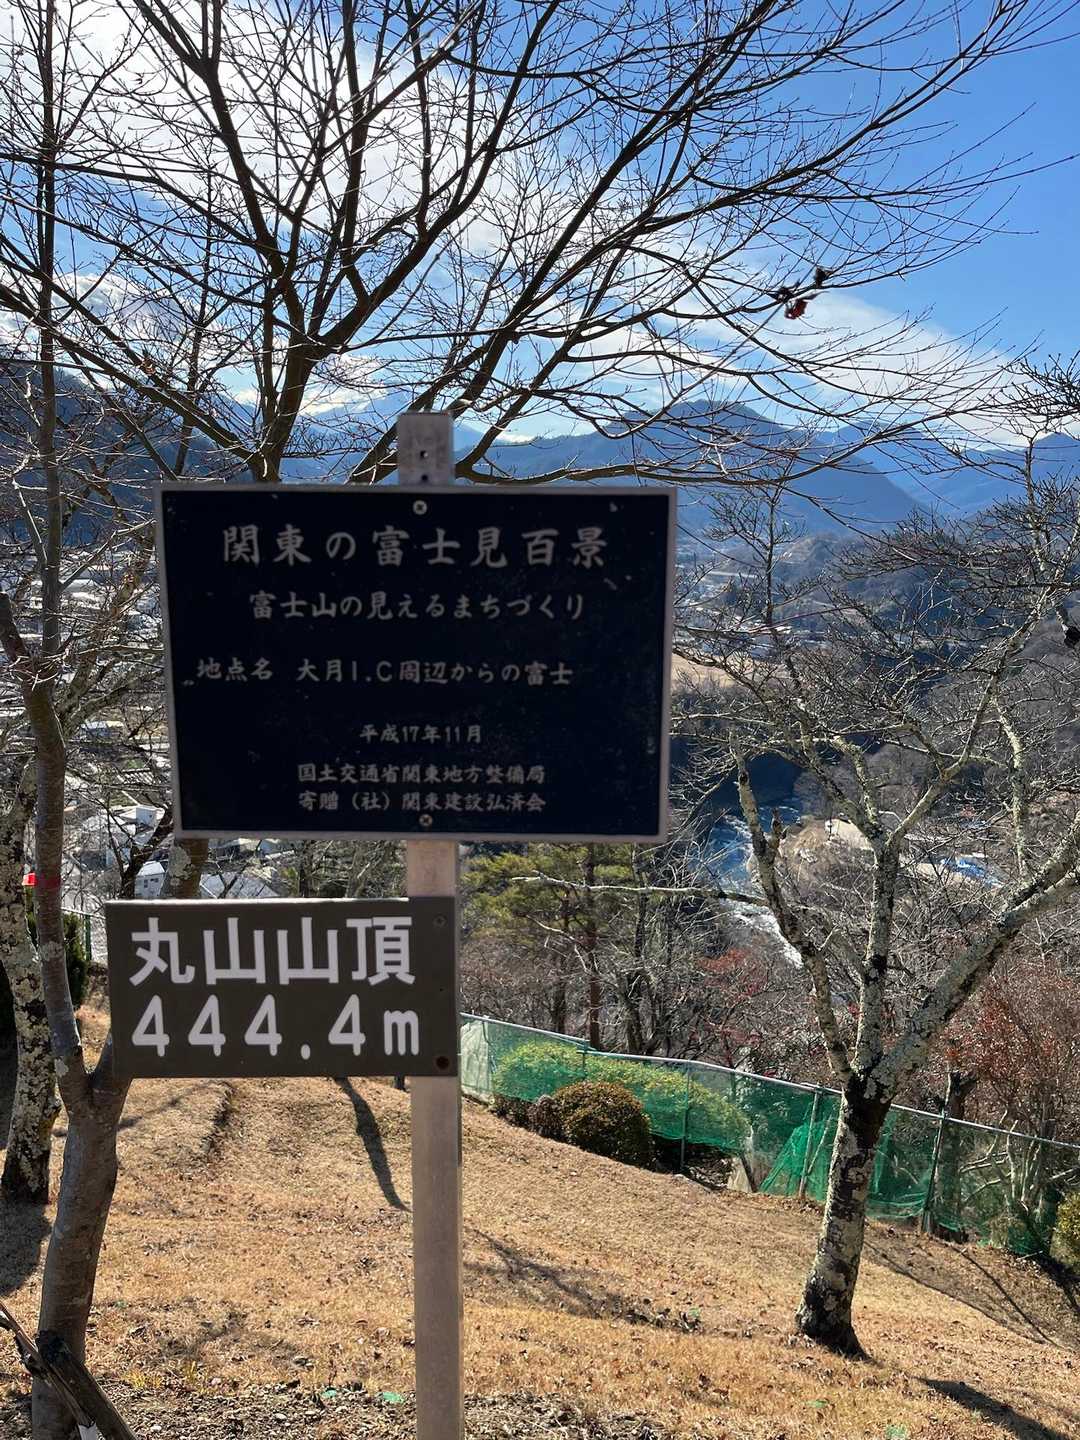 関東の富士見百景
富士山の見えるまちづくり
地点名 大月I.C周辺からの富士
平成17年11月
国土交通省関東地方整備局
寄贈（社）関東建設弘済会
丸山山頂
444.4m